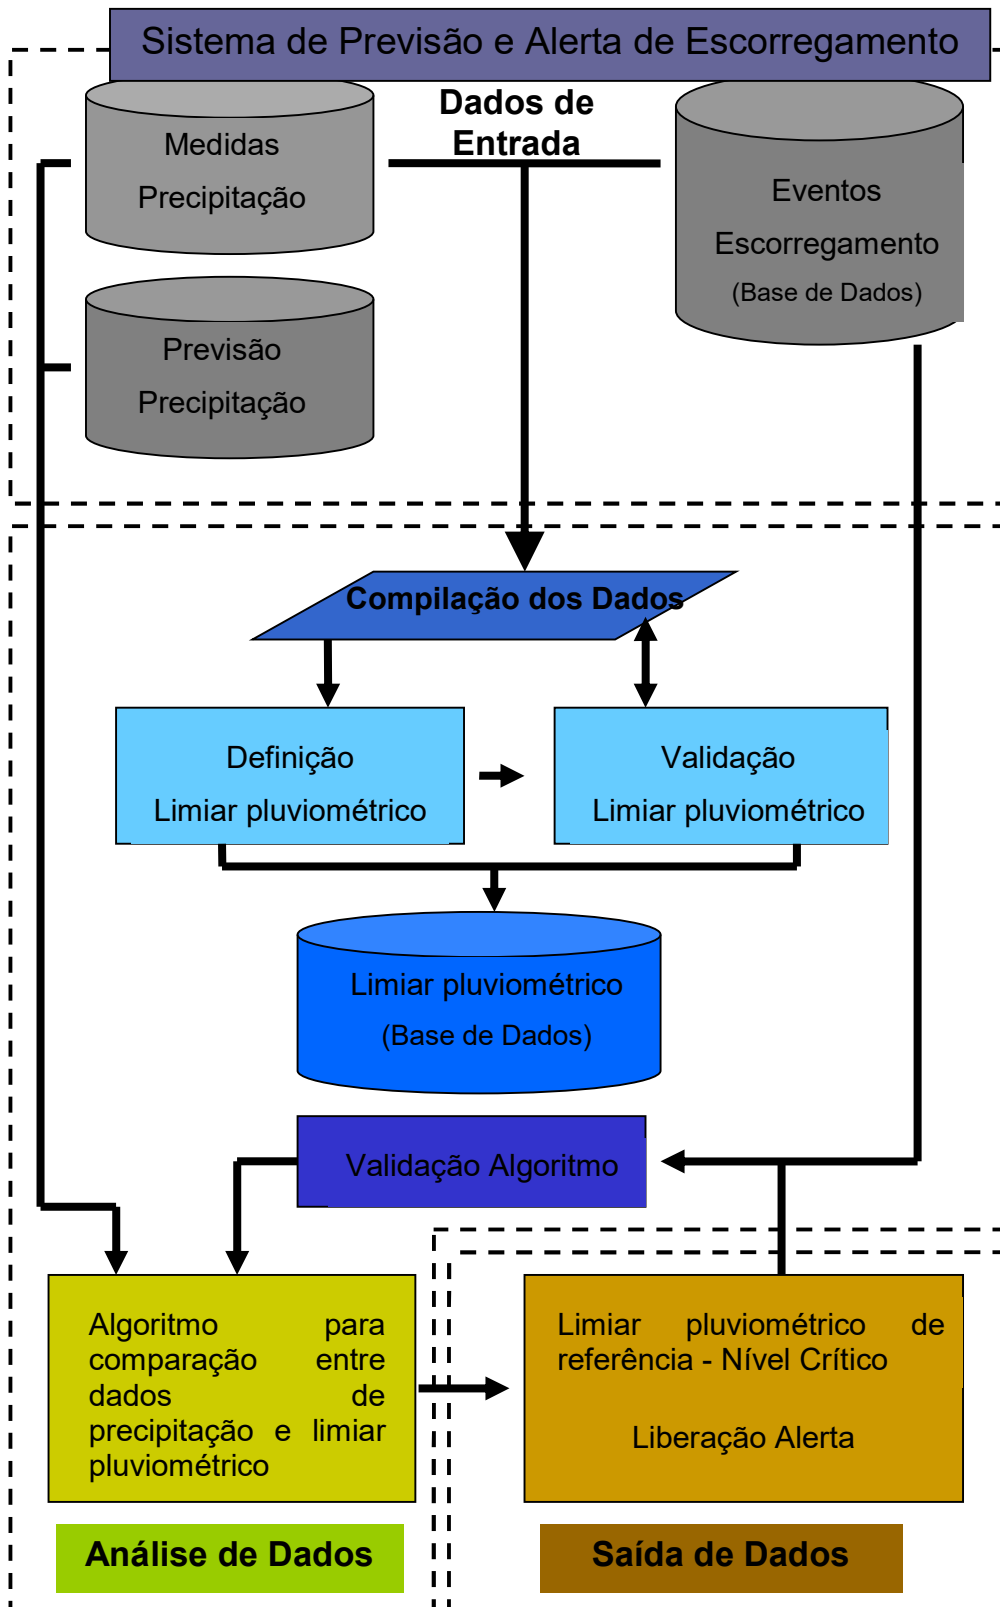 Sistema de Previsão e Alerta de Escorregamento
Dados de
Entrada
Medidas
Precipitação
Eventos
Escorregamento
(Base de Dados)
Previsão
Precipitação
Compilação dos Dados
Definição
Limiar pluviométrico
Validação
Limiar pluviométrico
Limiar pluviométrico
(Base de Dados)
Validação Algoritmo
Algoritmo para
comparação entre
dados de
precipitação e limiar
pluviométrico
Limiar pluviométrico de
referência - Nível Crítico
Liberação Alerta
Análise de Dados
Saída de Dados